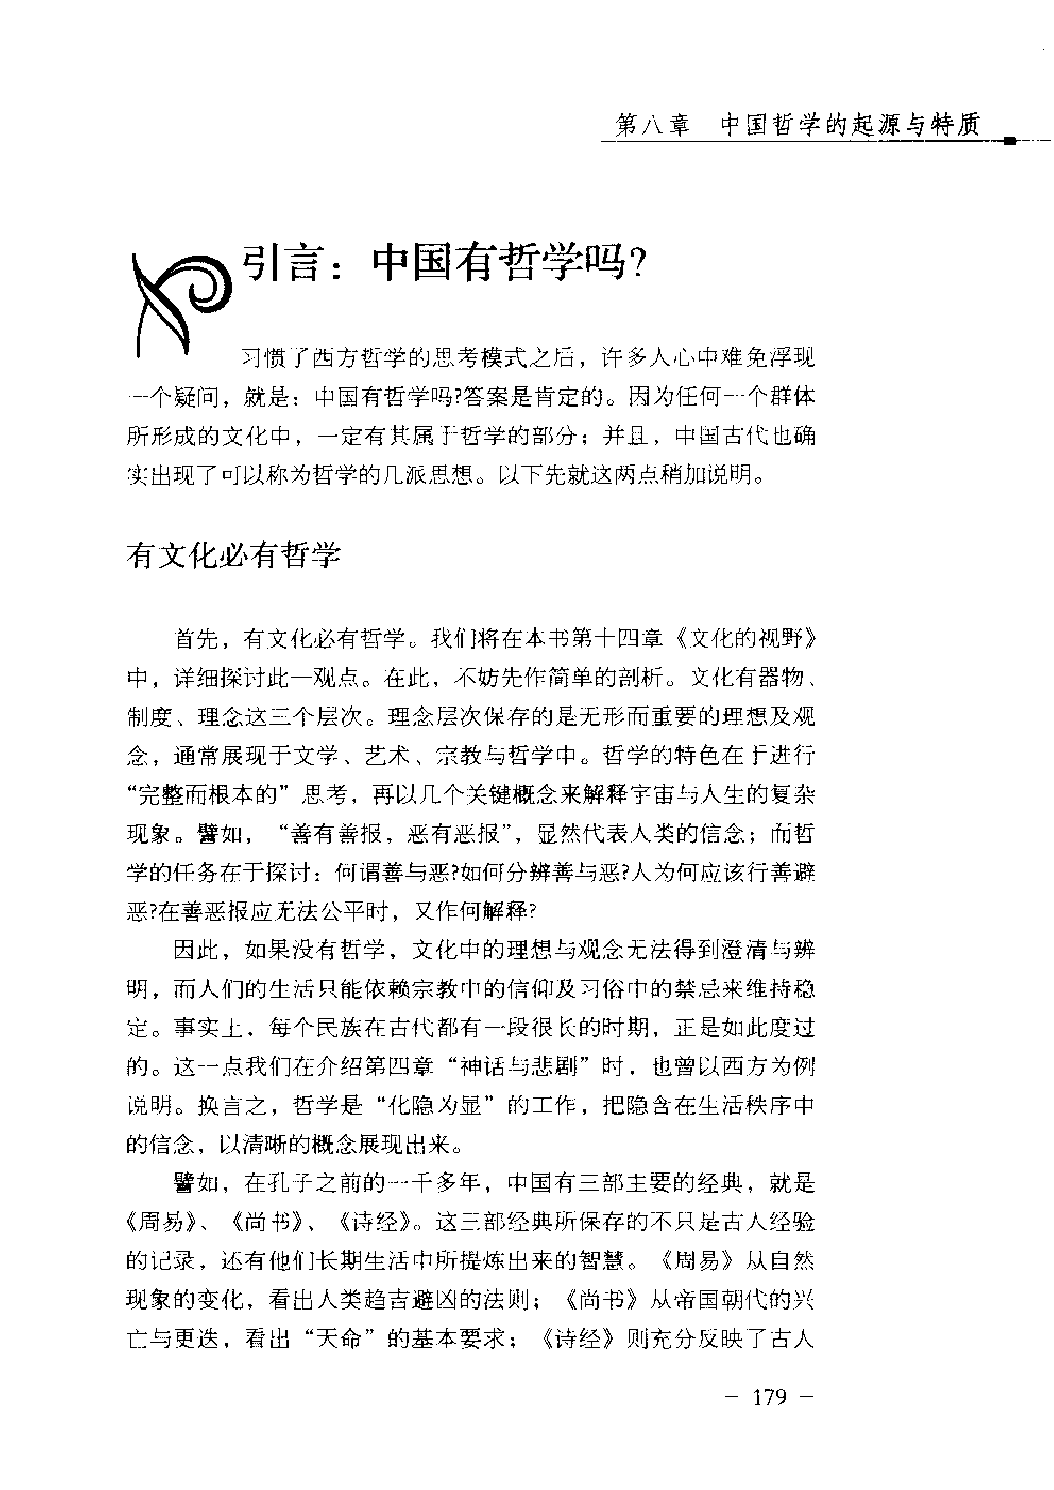 第八章　中国哲学的起源与特质
引言：中国有哲学吗?
习惯了西方哲学的思考模式之后，许多人心中难免浮现
一个疑问，就是：中国有哲学吗?答案是肯定的。因为任何一个群体
所形成的文化中，一定有其属于哲学的部分；并且，中国古代也确
实出现了可以称为哲学的几派思想。以下先就这两点稍加说明。
有文化必有哲学
首先，有文化必有哲学。我们将在本书第十四章《文化的视野》
中，详细探讨此一观点。在此，不妨先作简单的剖析。文化有器物、
制度、理念这三个层次。理念层次保存的是无形而重要的理想及观
念，通常展现于文学、艺术、宗教与哲学中。哲学的特色在于进行
“完整而根本的”思考，再以几个关键概念来解释宇宙与人生的复杂
现象。譬如，“善有善报，恶有恶报”，显然代表人类的信念；而哲
学的任务在于探讨：何谓善与恶?如何分辨善与恶?人为何应该行善避
恶?在善恶报应无法公平时，又作何解释?
因此，如果没有哲学，文化中的理想与观念无法得到澄清与辨
明，而人们的生活只能依赖宗教中的信仰及习俗中的禁忌来维持稳
定。事实上，每个民族在古代都有一段很长的时期，正是如此度过
的。这一点我们在介绍第四章“神话与悲剧”时，也曾以西方为例
说明。换言之，哲学是“化隐为显”的工作，把隐含在生活秩序中
的信念，以清晰的概念展现出来。
譬如，在孔子之前的一千多年，中国有三部主要的经典，就是
《周易》、《尚书》、《诗经》。这三部经典所保存的不只是古人经验
的记录，还有他们长期生活中所提炼出来的智慧。《周易》从自然
现象的变化，看出人类趋吉避凶的法则；《尚书》从帝国朝代的兴
亡与更迭，看出“天命”的基本要求；《诗经》则充分反映了古人
- 179 -